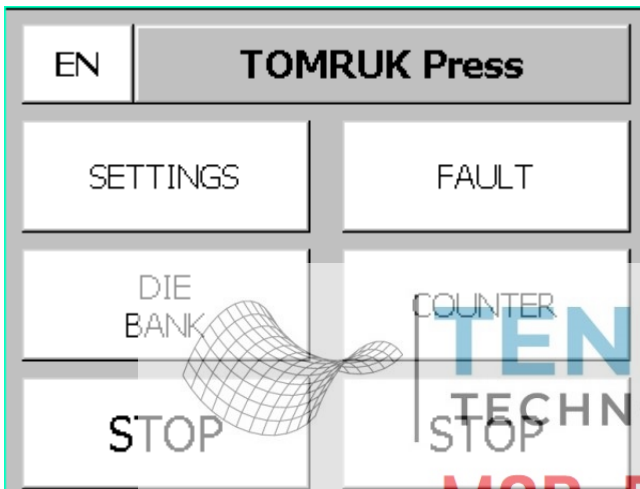 EN
TOMRUK Press
SETTINGS
FAULT
DIE
BANK
COUNTER
TEN
TECHN
STOP
STOP